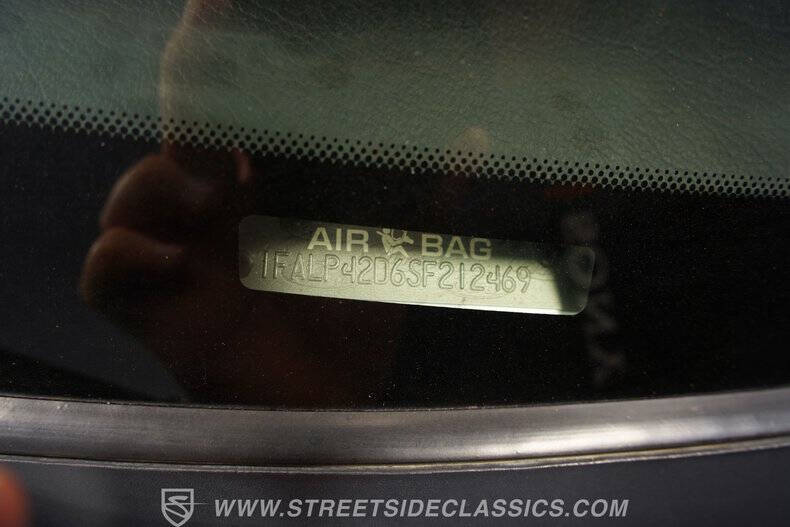 AIR BAG
1FALP42D6SF212469
WWW.STREETSIDECLASSICS.COM